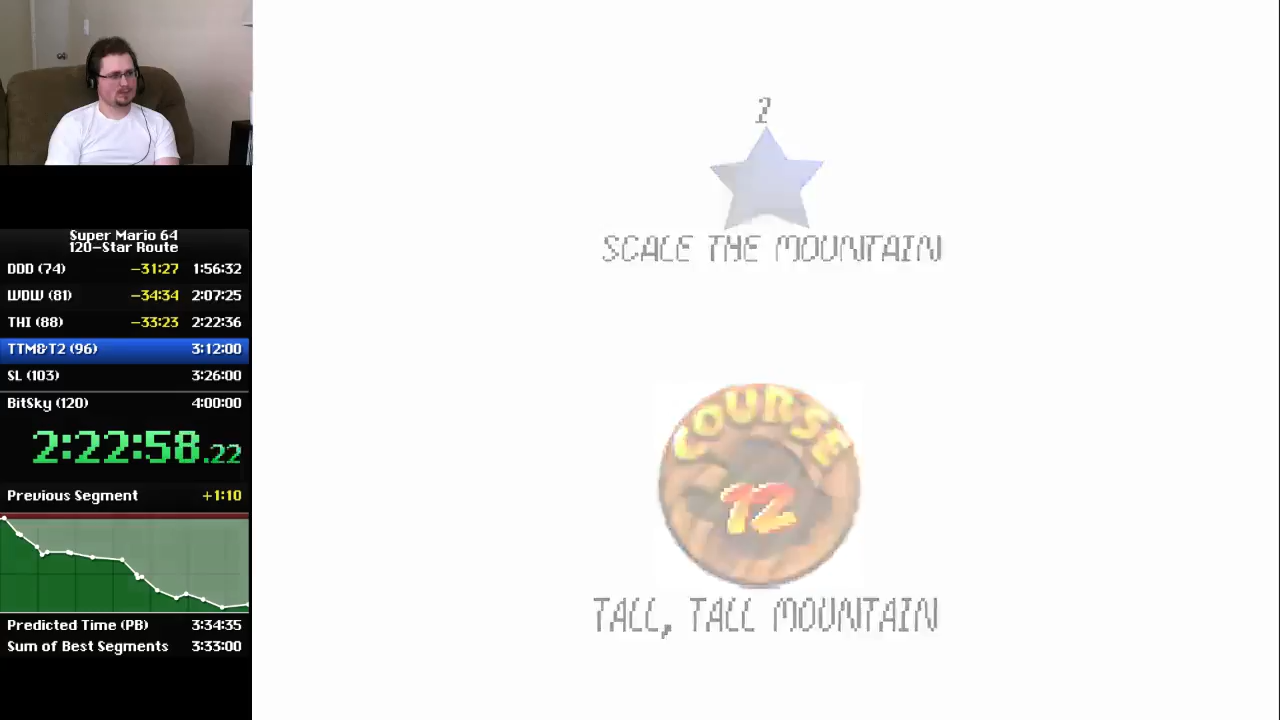 Super Mario 64
120-Star Route
DDD (74) -31:27 1:56:32
WDW (81) -34:34 2:07:25
THI (88) -33:23 2:22:36
TTM&T2 (96) 3:12:00
SL (103) 3:26:00
BitSky (120) 4:00:00
2:22:58.22
Previous Segment +1:10
Predicted Time (PB) 3:34:35
Sum of Best Segments 3:33:00
2
SCALE THE MOUNTAIN
COURSE
12
TALL, TALL MOUNTAIN